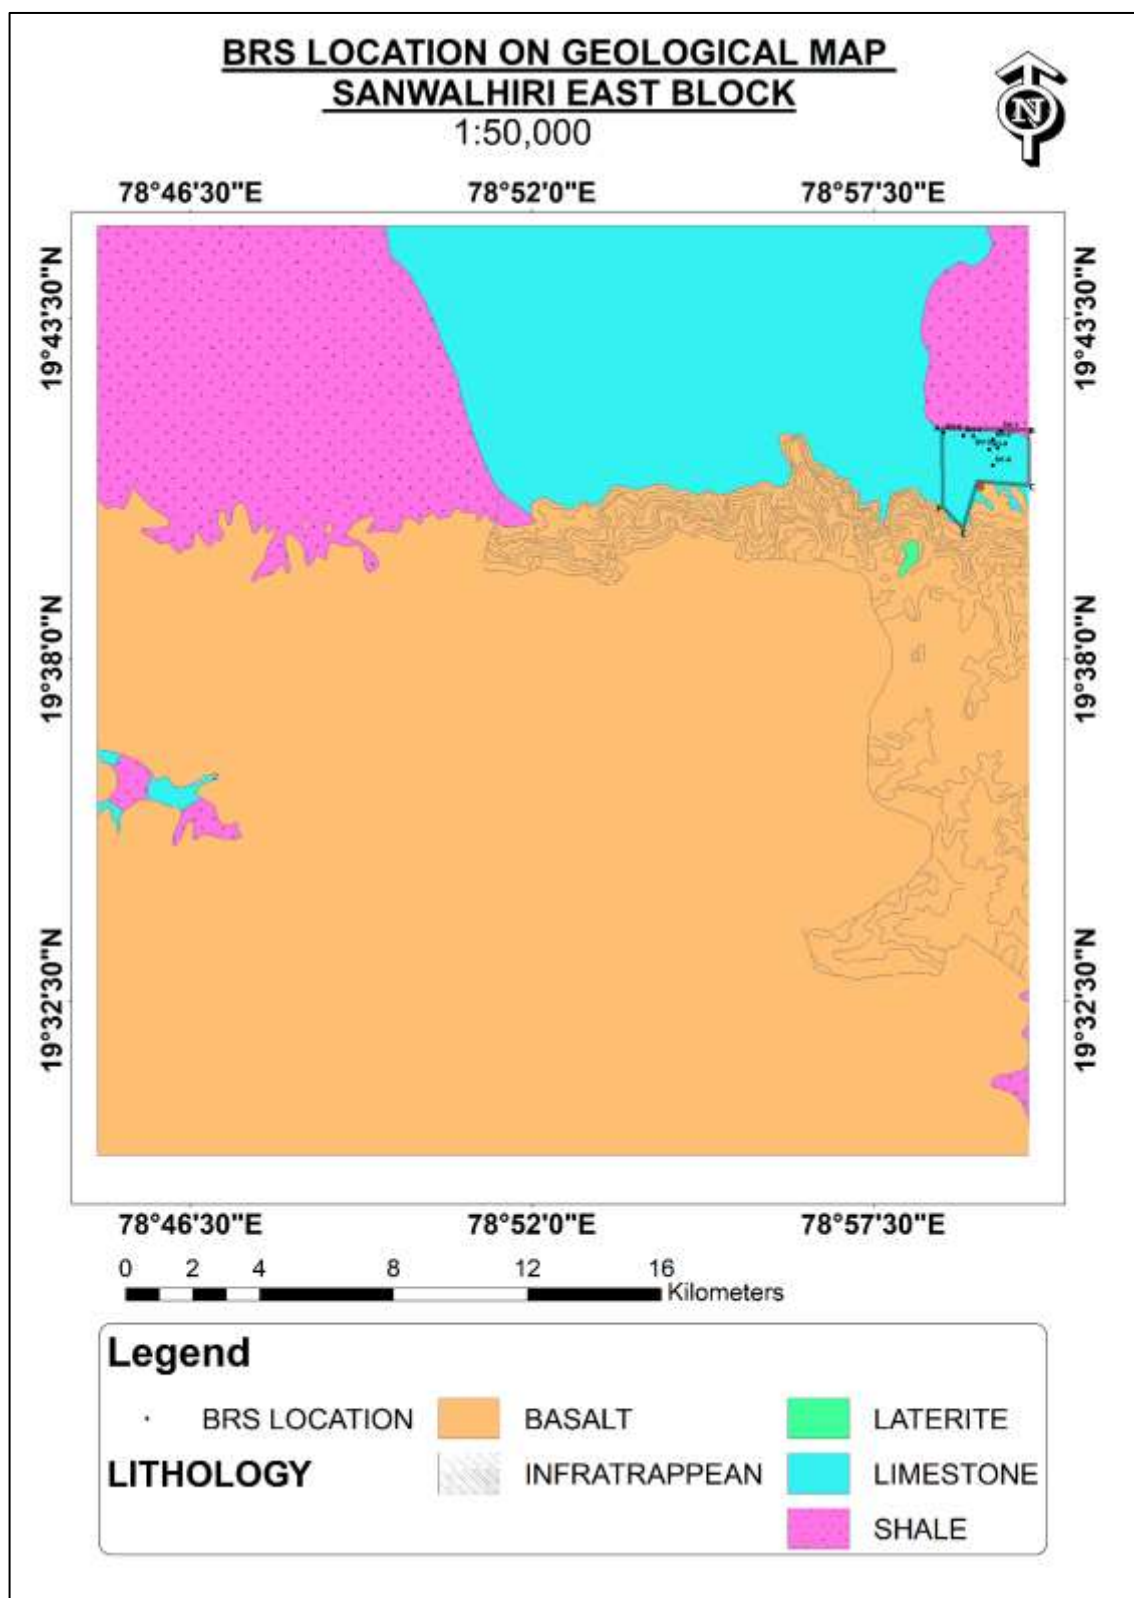 BRS LOCATION ON GEOLOGICAL MAP
SANWALHIRI EAST BLOCK
1:50,000
N
78°46'30"E 78°52'0"E 78°57'30"E
19°43'30"N 19°43'30"N
19°38'0"N 19°38'0"N
19°32'30"N 19°32'30"N
78°46'30"E 78°52'0"E 78°57'30"E
0 2 4 8 12 16
Kilometers
Legend
BRS LOCATION BASALT LATERITE
LITHOLOGY INFRATRAPPEAN LIMESTONE
SHALE